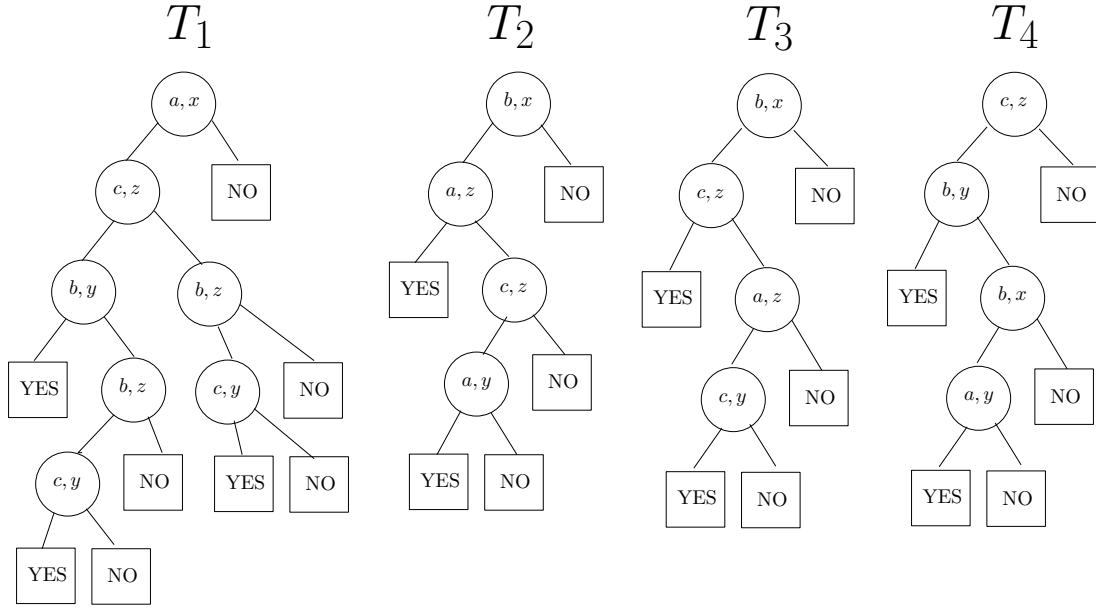 T₁ T₂ T₃ T₄
a, x b, x b, x c, z
c, z NO a, z NO c, z NO b, y NO
b, y b, z YES c, z YES a, z YES b, x
YES b, z c, y NO a, y NO c, y NO a, y NO
c, y NO YES NO YES NO YES NO YES NO
YES NO